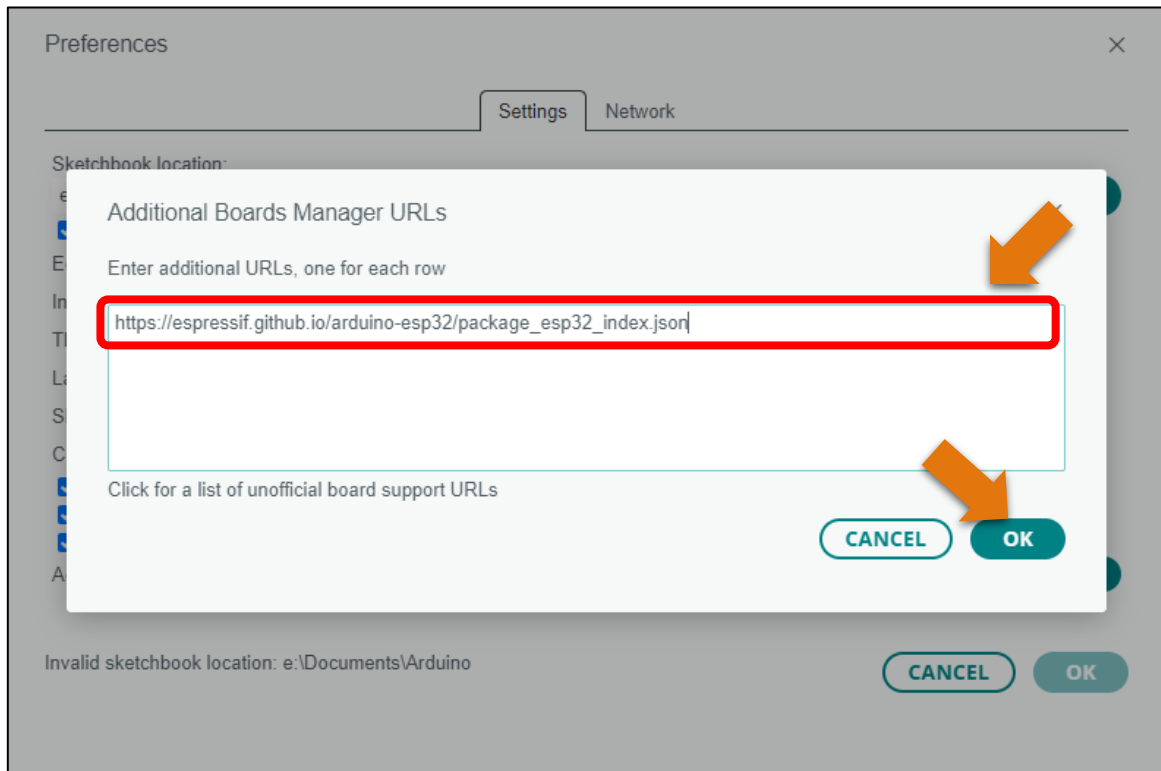 Preferences
Settings Network
Sketchbook location:
Additional Boards Manager URLs
Enter additional URLs, one for each row
https://espressif.github.io/arduino-esp32/package_esp32_index.json
Click for a list of unofficial board support URLs
CANCEL OK
Invalid sketchbook location: e:\Documents\Arduino
CANCEL OK